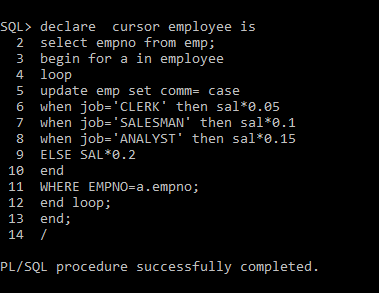 SQL> declare  cursor employee is
  2  select empno from emp;
  3  begin for a in employee
  4  loop
  5  update emp set comm= case
  6  when job='CLERK' then sal*0.05
  7  when job='SALESMAN' then sal*0.1
  8  when job='ANALYST' then sal*0.15
  9  ELSE SAL*0.2
 10  end
 11  WHERE EMPNO=a.empno;
 12  end loop;
 13  end;
 14  /
PL/SQL procedure successfully completed.